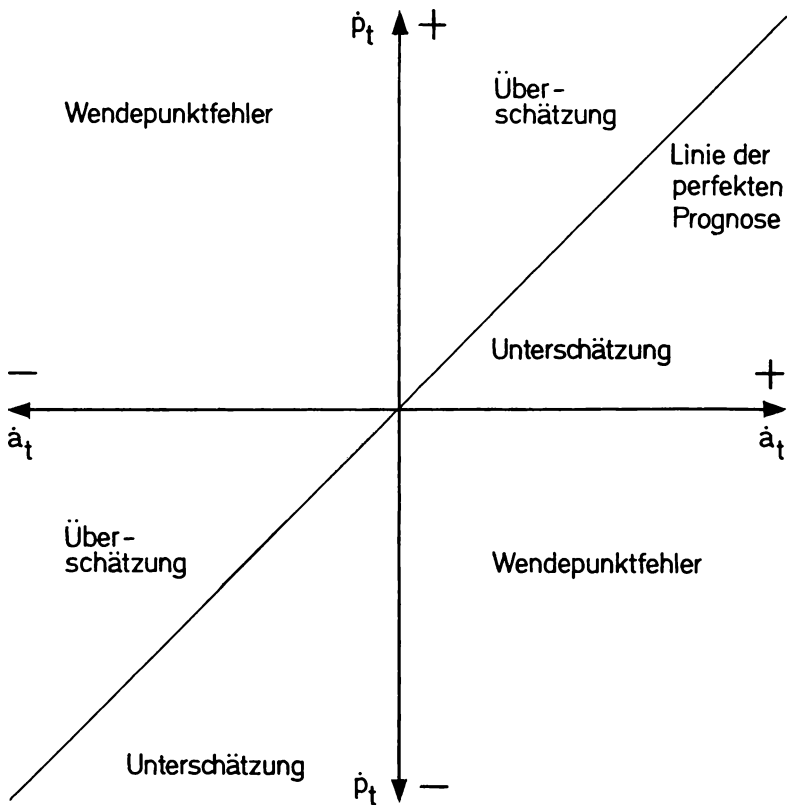 ṗt +
Wendepunktfehler
Über-
schätzung
Linie der
perfekten
Prognose
Unterschätzung
− +
ȧt ȧt
Über-
schätzung
Wendepunktfehler
Unterschätzung
ṗt −